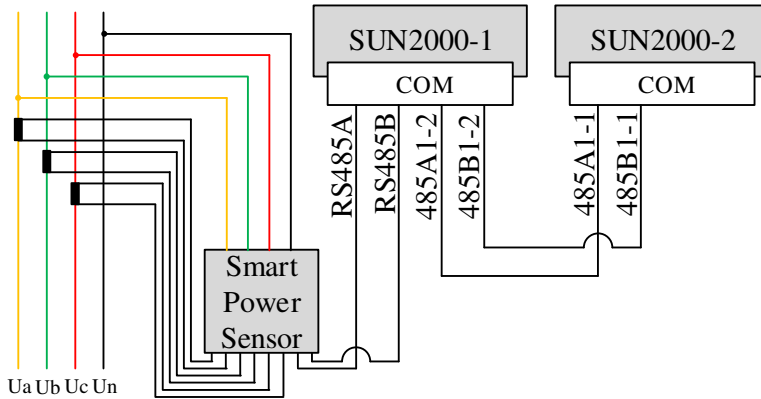 SUN2000-1
SUN2000-2
COM
COM
RS485A
RS485B
485A1-2
485B1-2
485A1-1
485B1-1
Smart
Power
Sensor
Ua Ub Uc Un